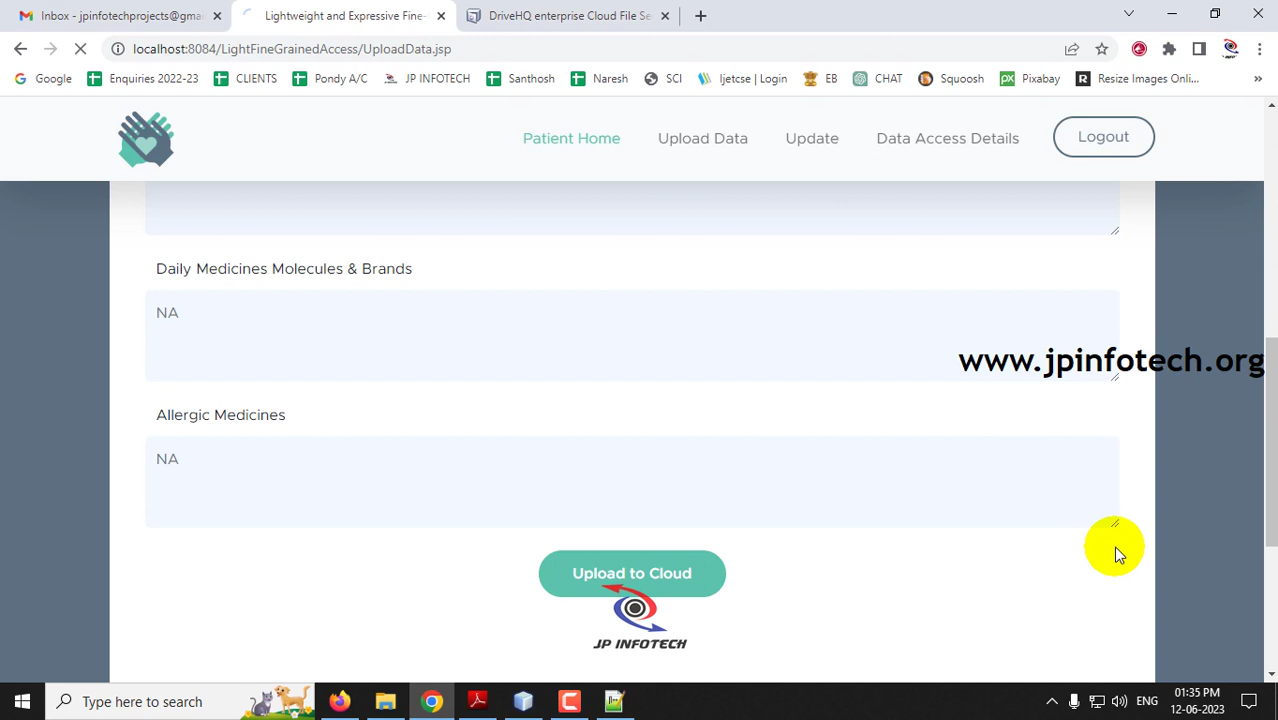 Inbox - jpinfotechprojects@gma
Lightweight and Expressive Fine-
DriveHQ enterprise Cloud File Se
localhost:8084/LightFineGrainedAccess/UploadData.jsp
Google
Enquiries 2022-23
CLIENTS
Pondy A/C
JP INFOTECH
Santhosh
Naresh
SCI
Ijetcse | Login
EB
CHAT
Squoosh
px
Pixabay
R
Resize Images Onli...
Patient Home
Upload Data
Update
Data Access Details
Logout
Daily Medicines Molecules & Brands
NA
www.jpinfotech.org
Allergic Medicines
NA
Upload to Cloud
JP INFOTECH
Type here to search
ENG
01:35 PM
12-06-2023